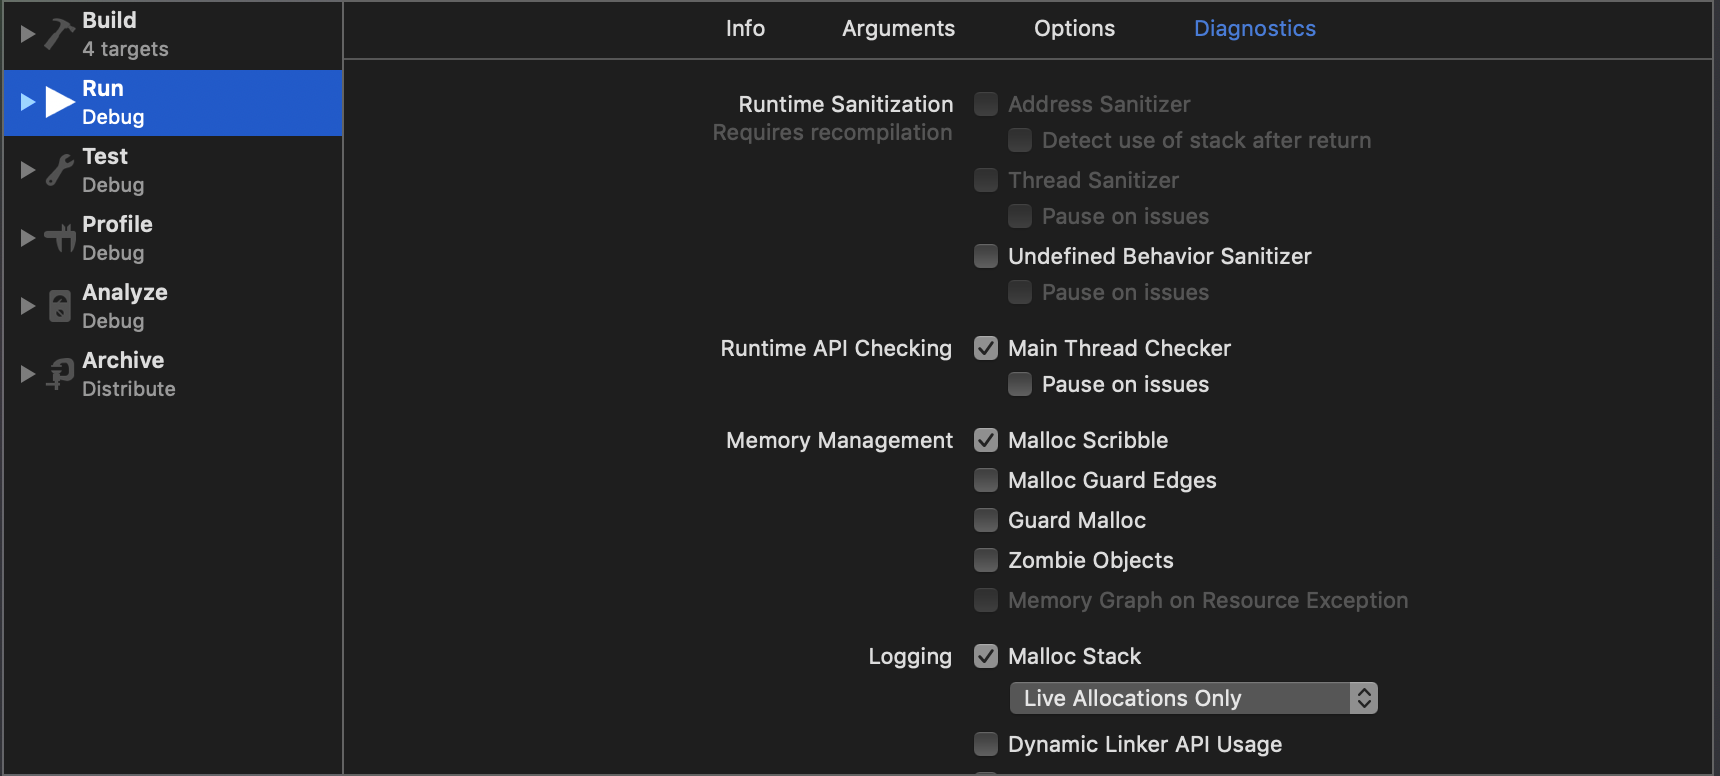 Build
4 targets
Run
Debug
Test
Debug
Profile
Debug
Analyze
Debug
Archive
Distribute
Info Arguments Options Diagnostics
Runtime Sanitization Address Sanitizer
Requires recompilation
Detect use of stack after return
Thread Sanitizer
Pause on issues
Undefined Behavior Sanitizer
Pause on issues
Runtime API Checking Main Thread Checker
Pause on issues
Memory Management Malloc Scribble
Malloc Guard Edges
Guard Malloc
Zombie Objects
Memory Graph on Resource Exception
Logging Malloc Stack
Live Allocations Only
Dynamic Linker API Usage